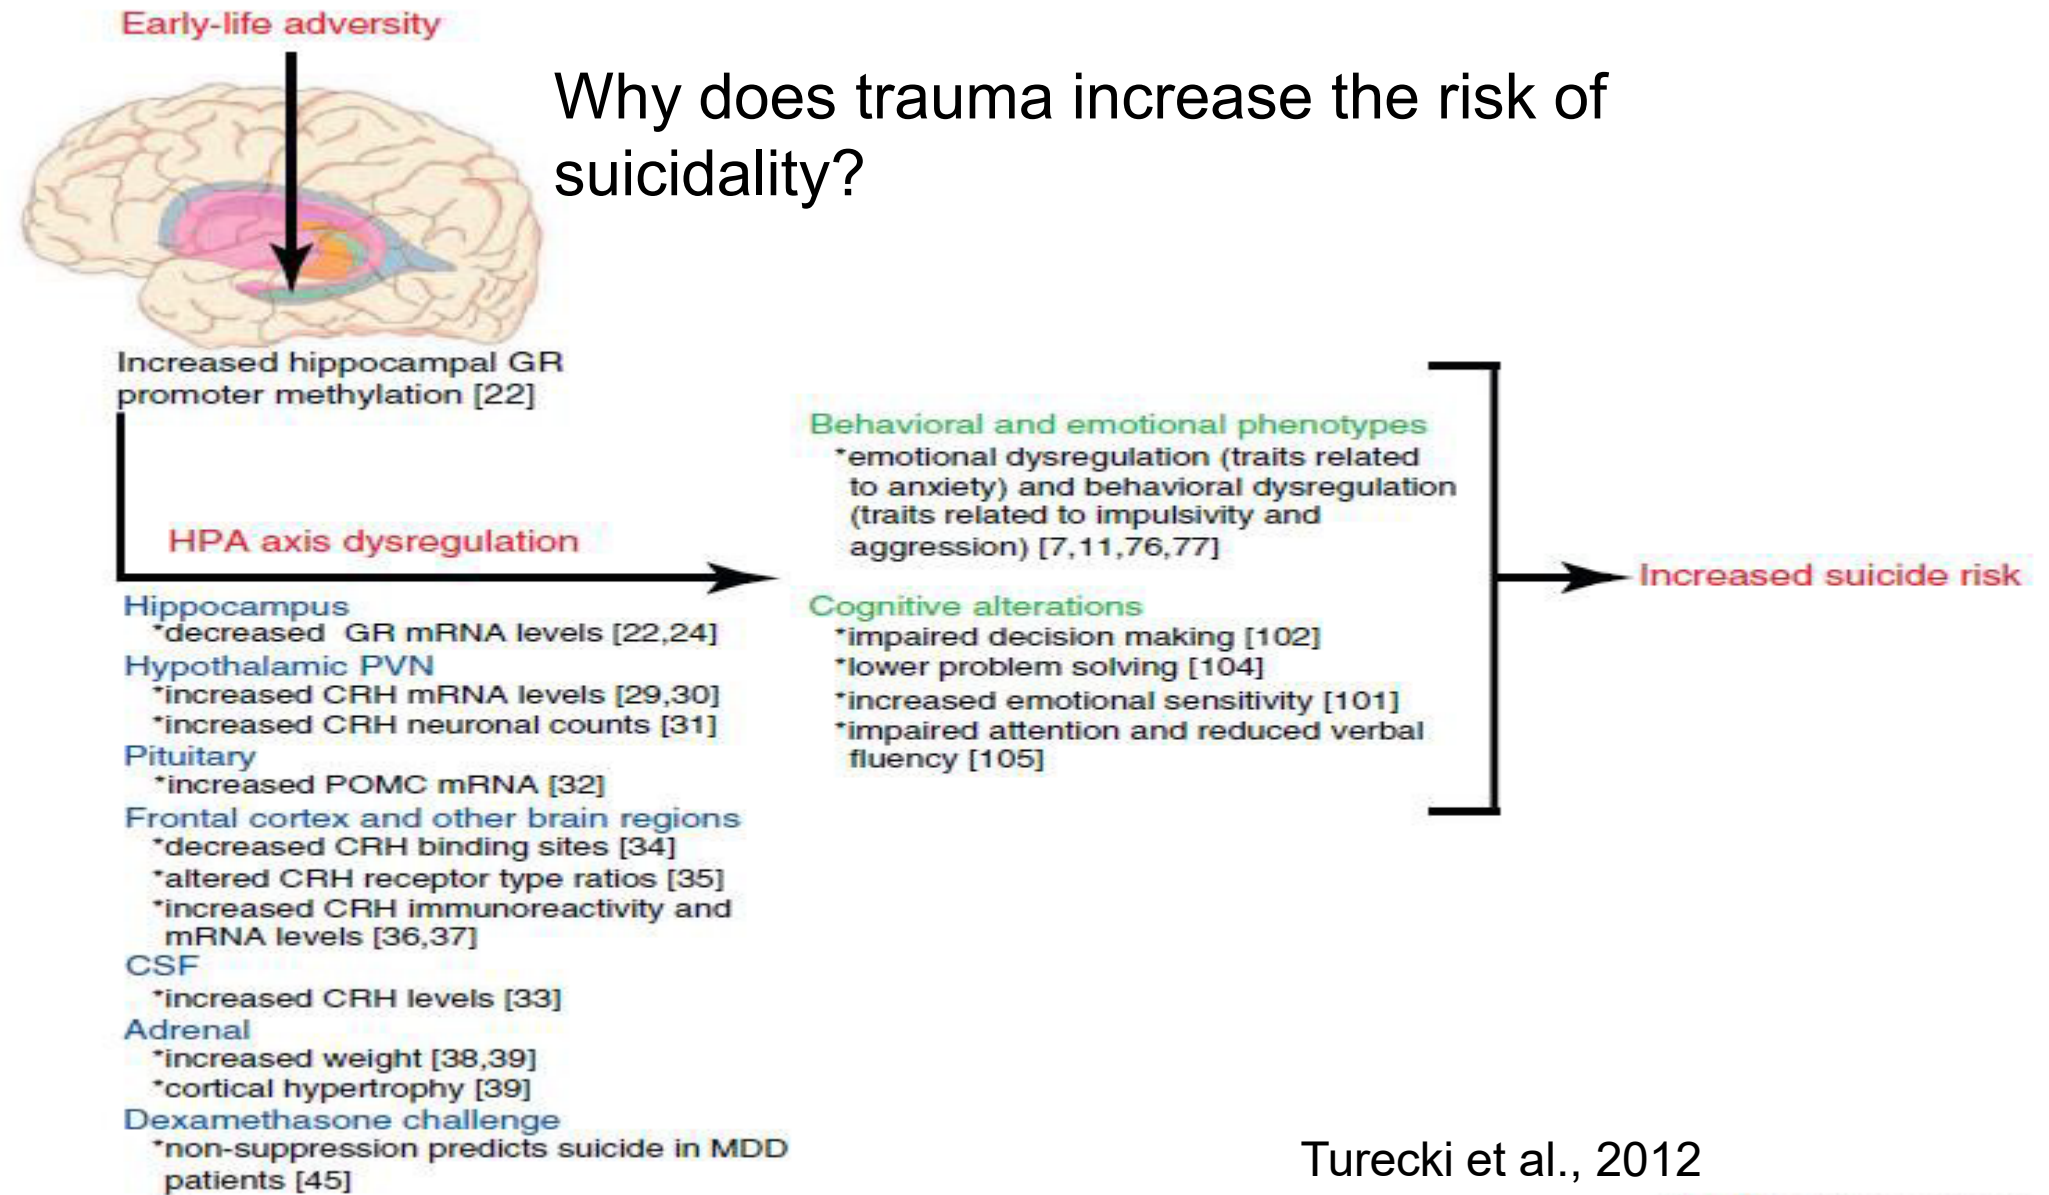 Early-life adversity
Why does trauma increase the risk of
suicidality?
Increased hippocampal GR
promoter methylation [22]
HPA axis dysregulation
Hippocampus
*decreased GR mRNA levels [22,24]
Hypothalamic PVN
*increased CRH mRNA levels [29,30]
*increased CRH neuronal counts [31]
Pituitary
*increased POMC mRNA [32]
Frontal cortex and other brain regions
*decreased CRH binding sites [34]
*altered CRH receptor type ratios [35]
*increased CRH immunoreactivity and
mRNA levels [36,37]
CSF
*increased CRH levels [33]
Adrenal
*increased weight [38,39]
*cortical hypertrophy [39]
Dexamethasone challenge
*non-suppression predicts suicide in MDD
patients [45]
Behavioral and emotional phenotypes
*emotional dysregulation (traits related
to anxiety) and behavioral dysregulation
(traits related to impulsivity and
aggression) [7,11,76,77]
Cognitive alterations
*impaired decision making [102]
*lower problem solving [104]
*increased emotional sensitivity [101]
*impaired attention and reduced verbal
fluency [105]
Increased suicide risk
Turecki et al., 2012